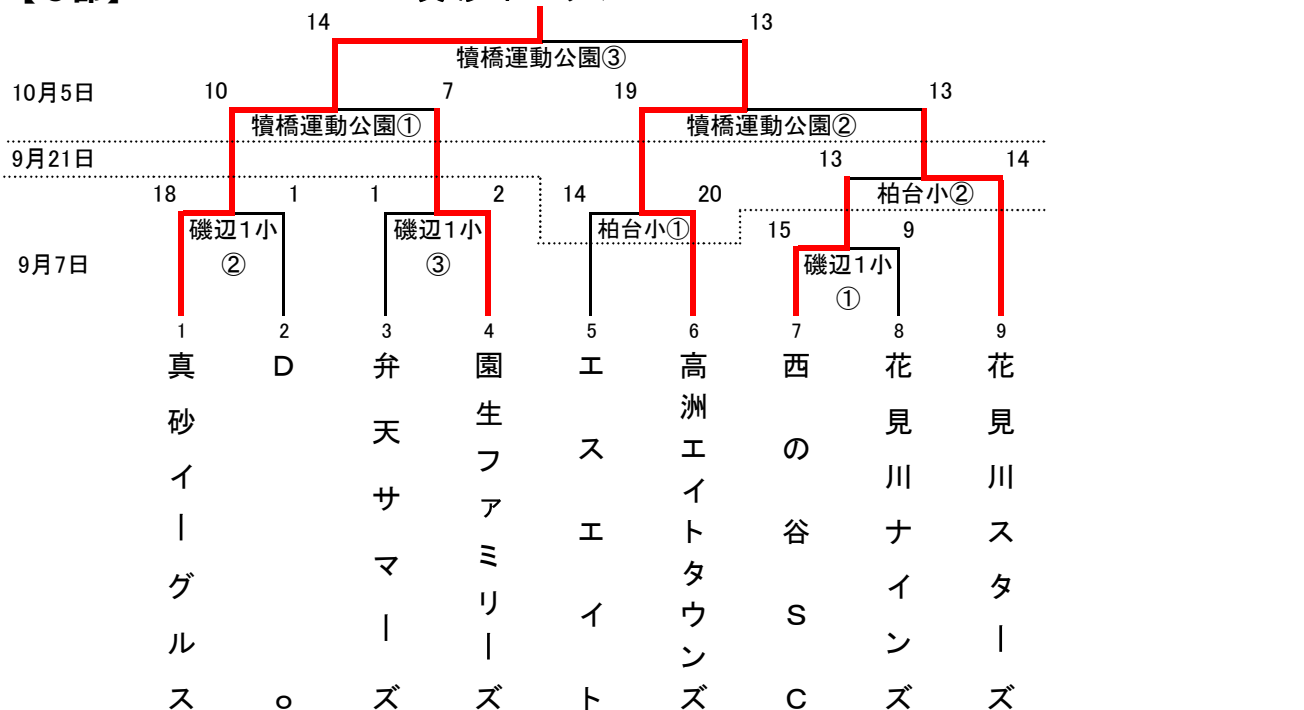 14 13
犢橋運動公園③
10月5日 10 7 19 13
犢橋運動公園① 犢橋運動公園②
9月21日 13 14
柏台小②
18 1 1 2 14 20
磯辺1小② 磯辺1小③ 柏台小①
15 9
磯辺1小①
9月7日
1 2 3 4 5 6 7 8 9
真砂イーグルス
Do
弁天サマーズ
園生ファミリーズ
エスエイト
高洲エイトタウンズ
西の谷SC
花見川ナインズ
花見川スターズ